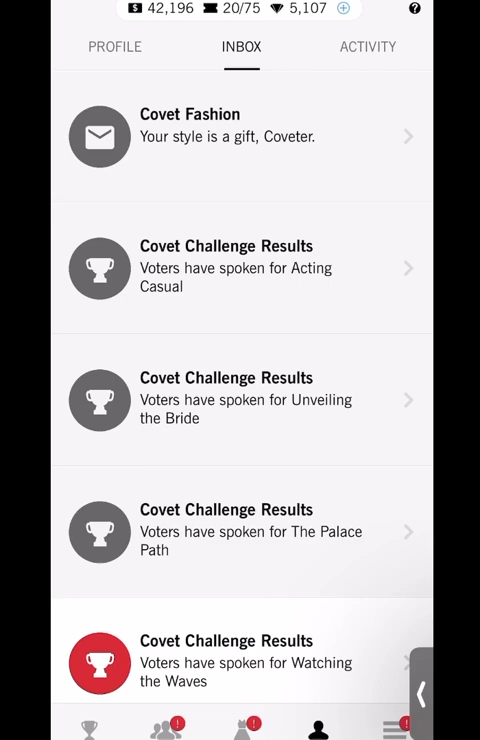 42,196 20/75 5,107 ?
PROFILE INBOX ACTIVITY
Covet Fashion
Your style is a gift, Coveter.
Covet Challenge Results
Voters have spoken for Acting
Casual
Covet Challenge Results
Voters have spoken for Unveiling
the Bride
Covet Challenge Results
Voters have spoken for The Palace
Path
Covet Challenge Results
Voters have spoken for Watching
the Waves
! ! !